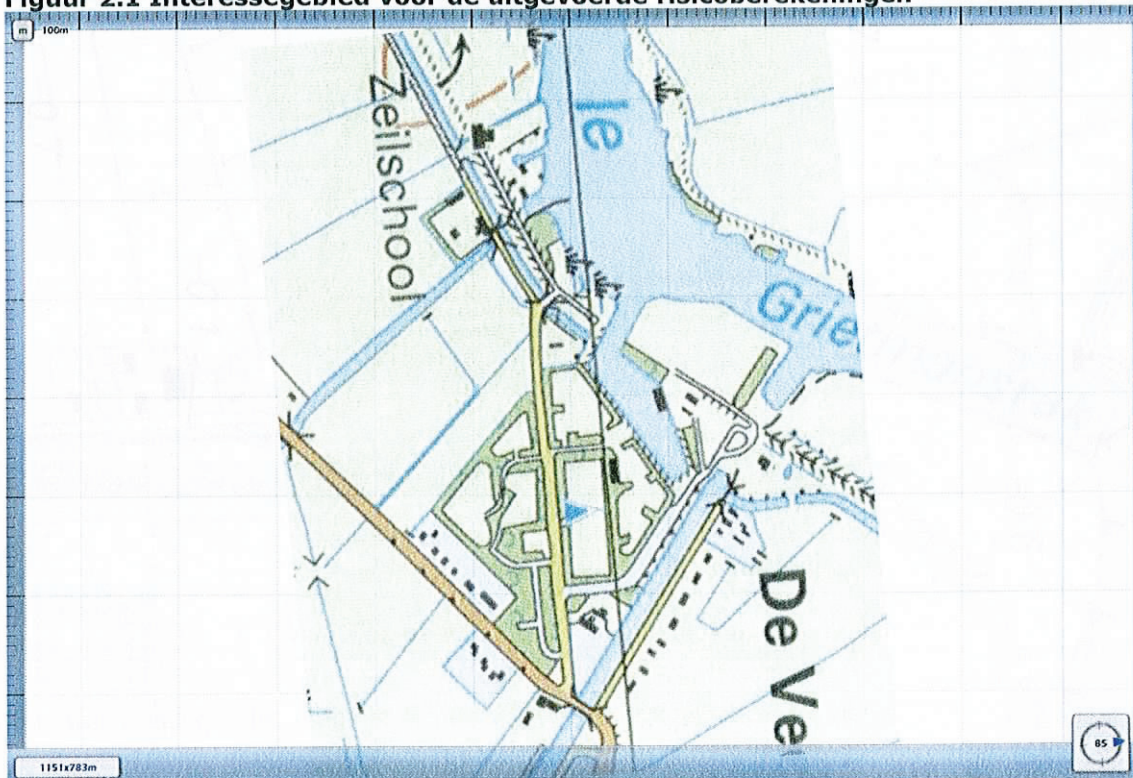 Figuur 2.1 Interessegebied voor de uitgevoerde risicoberekeningen
m 100m
Zeilschool
le
Grie
De Ve
1151x783m
85